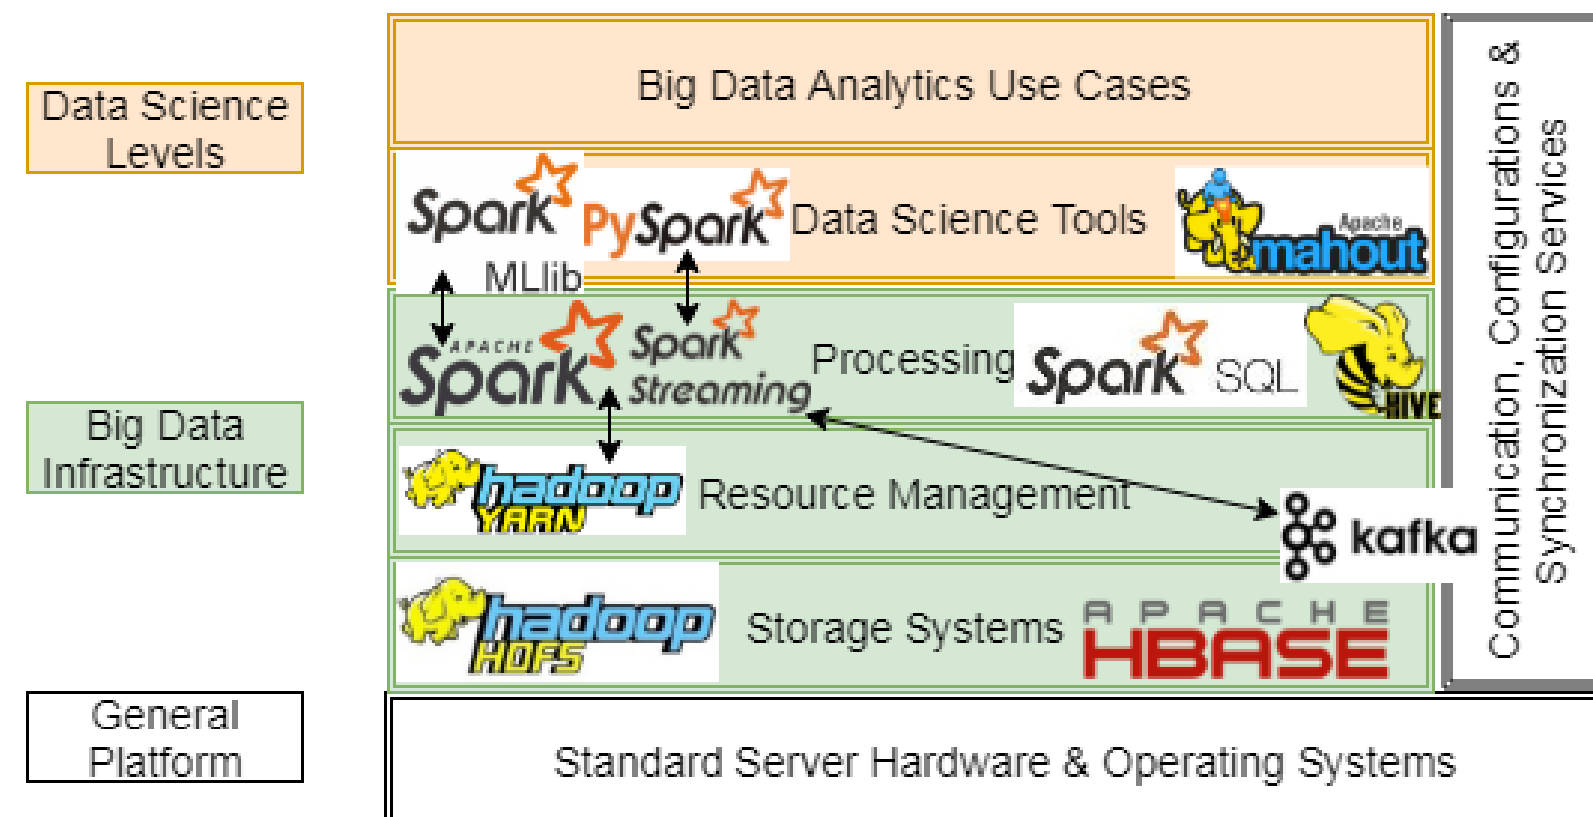 Data Science
Levels
Big Data Analytics Use Cases
Spark
MLlib
PySpark
Data Science Tools
Apache
mahout
Big Data
Infrastructure
APACHE
Spark
Spark
Streaming
Processing
Spark SQL
HIVE
hadoop
YARN
Resource Management
kafka
hadoop
HDFS
Storage Systems
APACHE
HBASE
Communication, Configurations &
Synchronization Services
General
Platform
Standard Server Hardware & Operating Systems